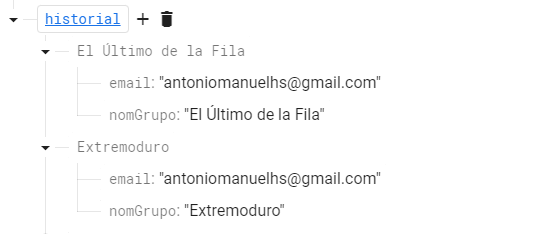 historial
El Último de la Fila
email: "antoniomanuelhs@gmail.com"
nomGrupo: "El Último de la Fila"
Extremoduro
email: "antoniomanuelhs@gmail.com"
nomGrupo: "Extremoduro"